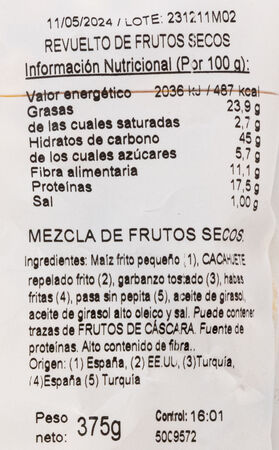 11/05/2024 / LOTE: 231211M02
REVUELTO DE FRUTOS SECOS
Información Nutricional (Por 100 g):
Valor energético 2036 kJ / 487 kcal
Grasas 23,9 g
de las cuales saturadas 2,7 g
Hidratos de carbono 45 g
de los cuales azúcares 5,7 g
Fibra alimentaria 11,1 g
Proteínas 17,5 g
Sal 1,00 g
MEZCLA DE FRUTOS SECOS.
Ingredientes: Maíz frito pequeño (1), CACAHUETE
repelado frito (2), garbanzo tostado (3), habas
fritas (4), pasa sin pepita (5), aceite de girasol,
aceite de girasol alto oleico y sal. Puede contener
trazas de FRUTOS DE CÁSCARA. Fuente de
proteínas. Alto contenido de fibra..
Origen: (1) España, (2) EE.UU, (3)Turquía,
(4)España (5) Turquía
Peso neto: 375g
Control: 16:01
5009572